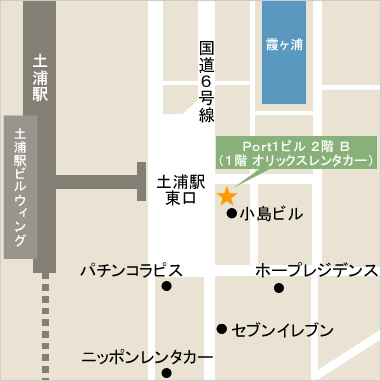 土浦駅
国道6号線
霞ヶ浦
土浦駅ビルウィング
Port1ビル 2階 B
(1階 オリックスレンタカー)
土浦駅
東口
小島ビル
パチンコラピス
ホープレジデンス
セブンイレブン
ニッポンレンタカー